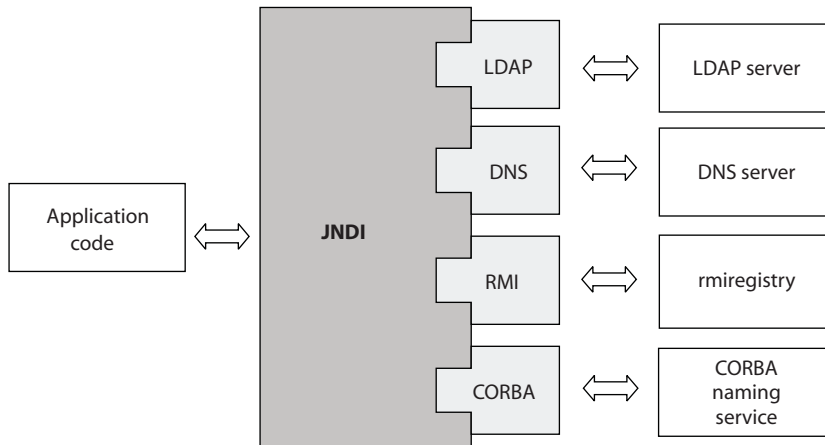 LDAP
LDAP server
DNS
DNS server
Application
code
JNDI
RMI
rmiregistry
CORBA
CORBA
naming
service